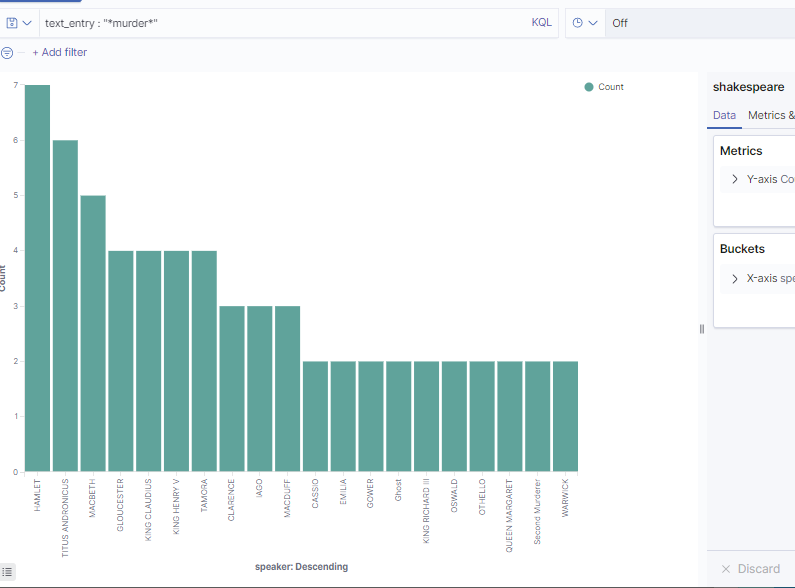 text_entry : "*murder*"
KQL
Off
+ Add filter
Count
shakespeare
Data Metrics &
Metrics
Y-axis Co
Buckets
X-axis spe
7
6
5
4
3
2
1
0
Count
HAMLET
TITUS ANDRONICUS
MACBETH
GLOUCESTER
KING CLAUDIUS
KING HENRY V
TAMORA
CLARENCE
IAGO
MACDUFF
CASSIO
EMILIA
GOWER
Ghost
KING RICHARD III
OSWALD
OTHELLO
QUEEN MARGARET
Second Murderer
WARWICK
speaker: Descending
Discard